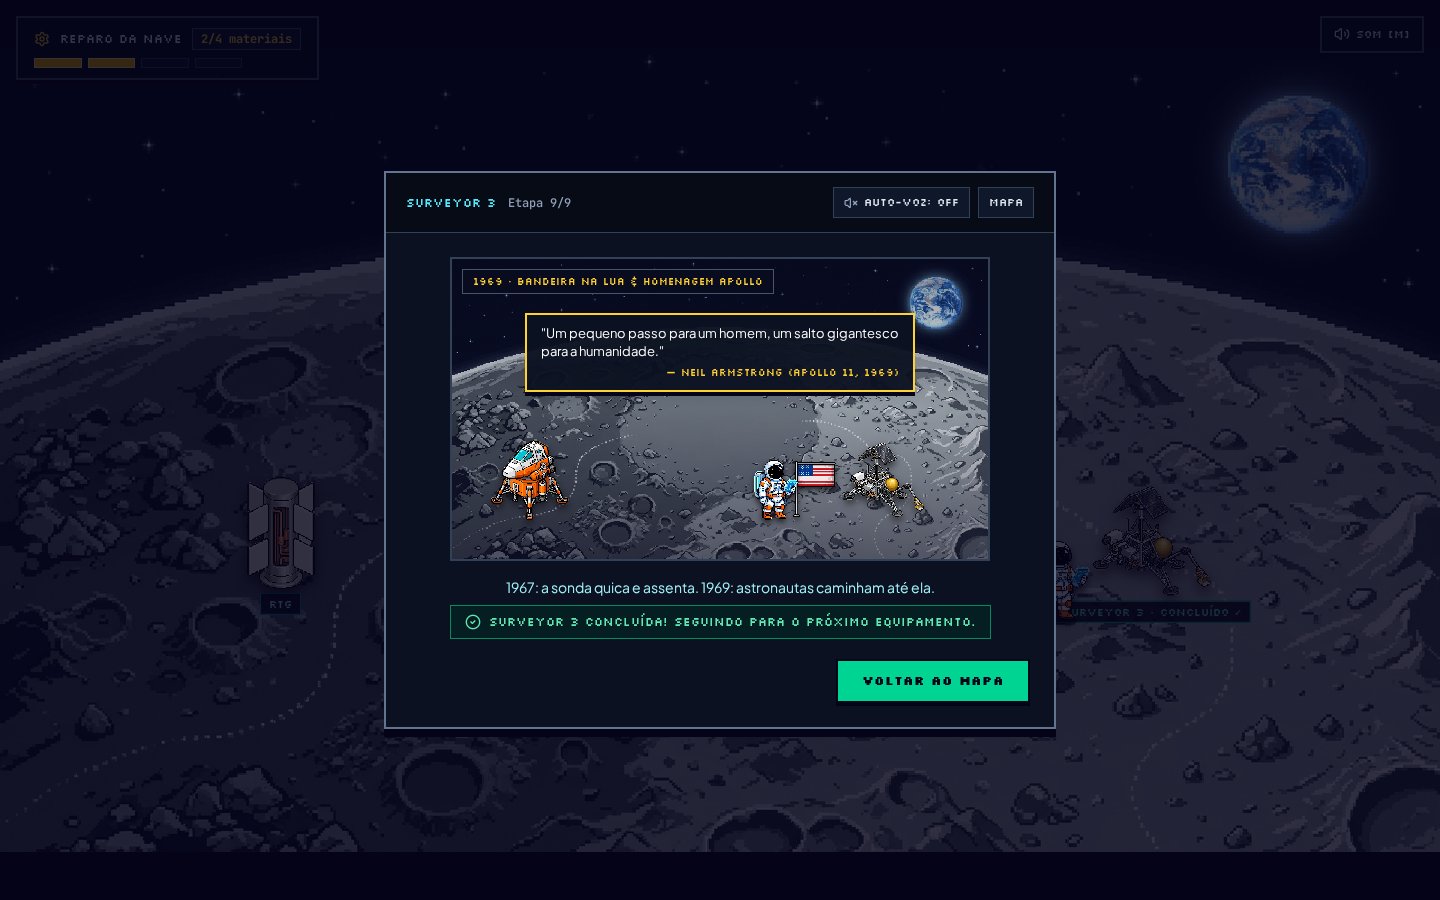 REPARO DA NAVE 2/4 materiais
SOM [M]
SURVEYOR 3 Etapa 9/9
AUTO-VOZ: OFF
MAPA
1969 · BANDEIRA NA LUA & HOMENAGEM APOLLO
"Um pequeno passo para um homem, um salto gigantesco
para a humanidade."
— NEIL ARMSTRONG (APOLLO 11, 1969)
RTG
URVEYOR 3 · CONCLUÍDO ✓
1967: a sonda quica e assenta. 1969: astronautas caminham até ela.
SURVEYOR 3 CONCLUÍDA! SEGUINDO PARA O PRÓXIMO EQUIPAMENTO.
VOLTAR AO MAPA